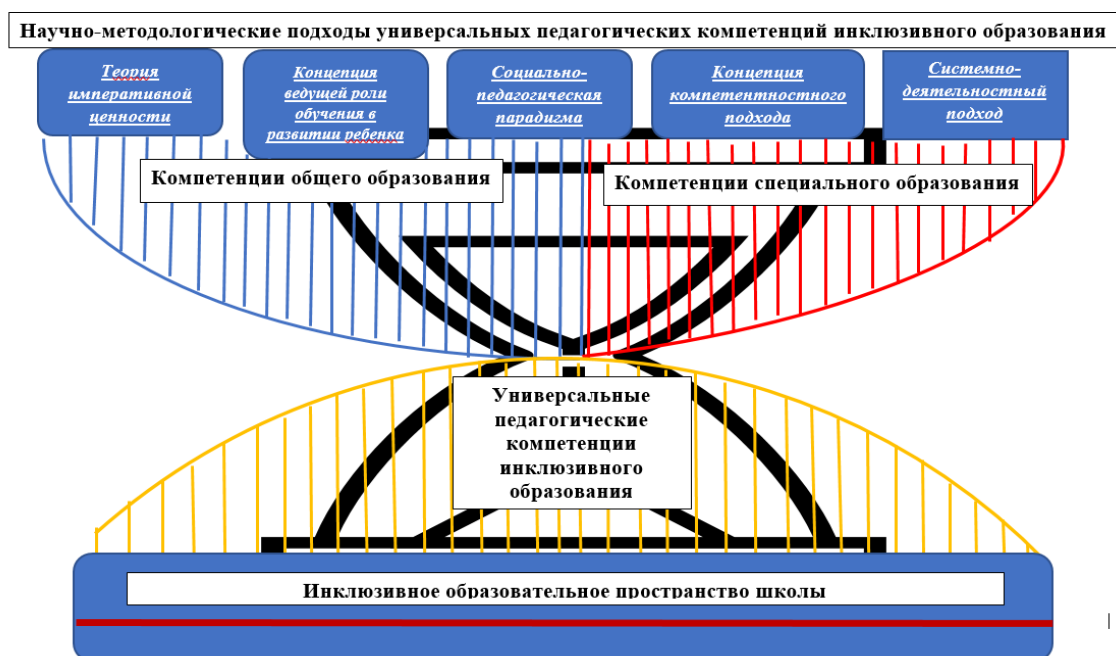 Научно-методологические подходы универсальных педагогических компетенций инклюзивного образования
Теория
императивной
ценности
Концепция
ведущей роли
обучения в
развитии ребенка
Социально-
педагогическая
парадигма
Концепция
компетентностного
подхода
Системно-
деятельностный
подход
Компетенции общего образования
Компетенции специального образования
Универсальные
педагогические
компетенции
инклюзивного
образования
Инклюзивное образовательное пространство школы